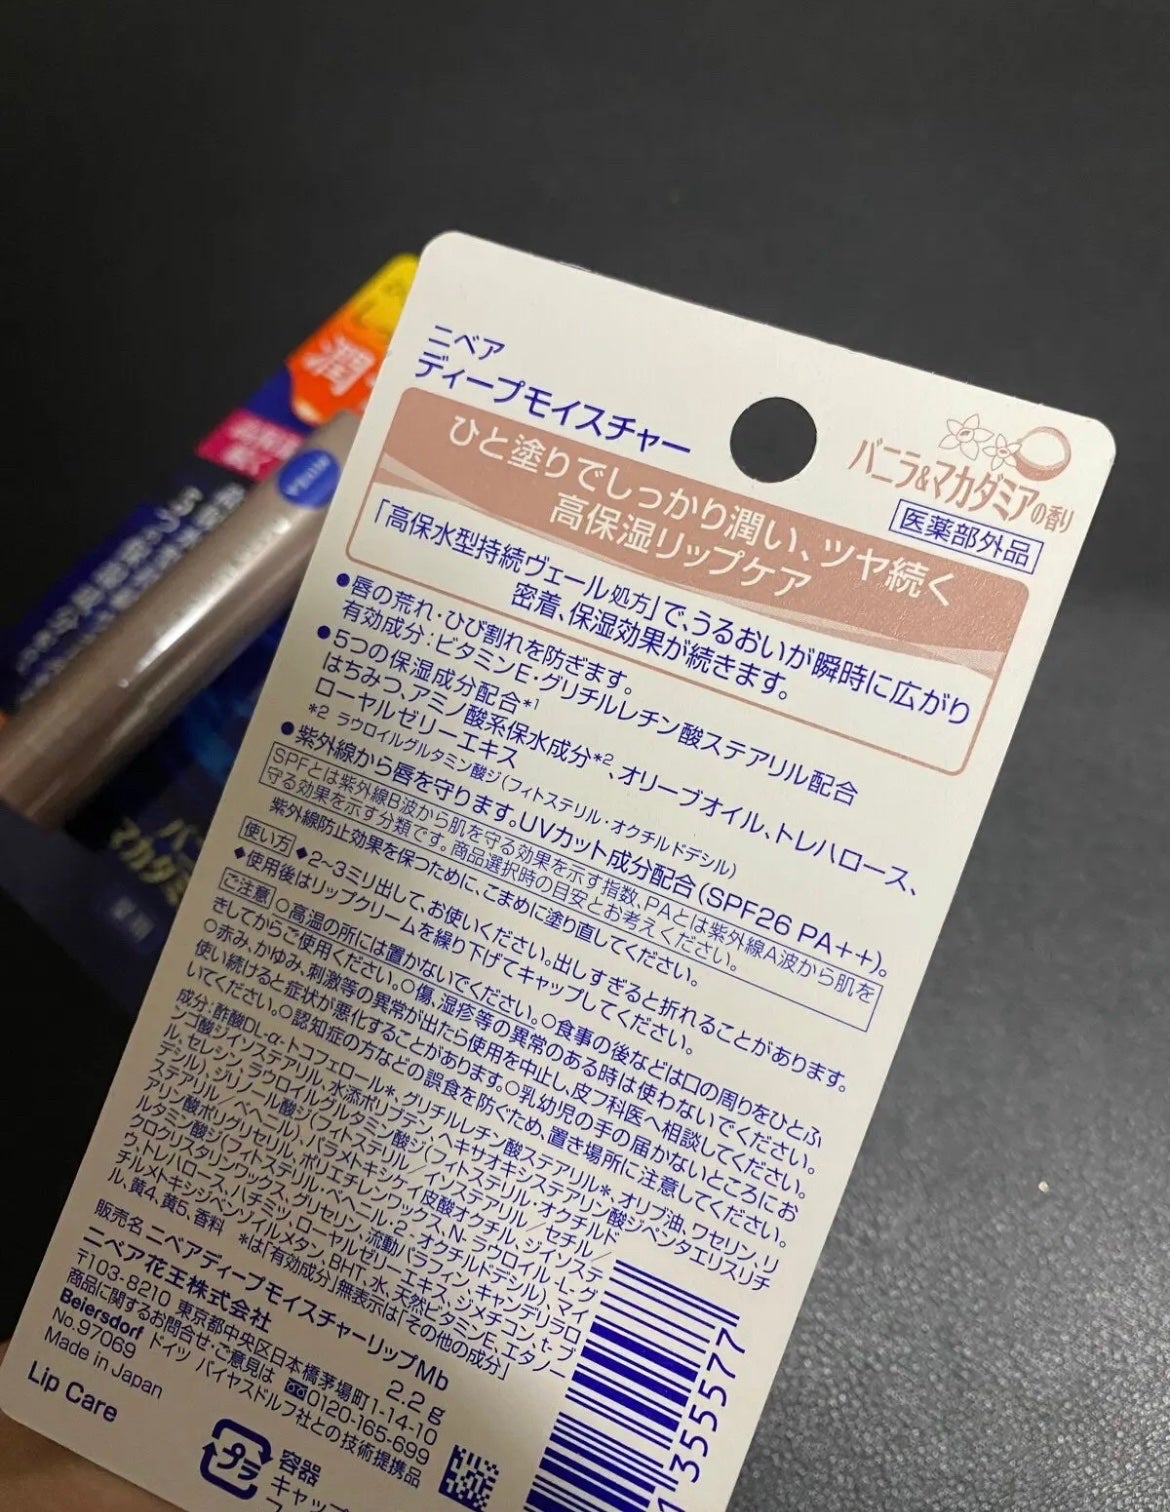 ニベア
ディープモイスチャー
バニラ&マカダミアの香り
医薬部外品
ひと塗りでしっかり潤い、ツヤ続く
高保湿リップケア
「高保水型持続ヴェール処方」で、うるおいが瞬時に広がり
密着、保湿効果が続きます。
●唇の荒れ・ひび割れを防ぎます。
有効成分:ビタミンE・グリチルレチン酸ステアリル配合
●5つの保湿成分配合*1
はちみつ、アミノ酸系保水成分*2、オリーブオイル、トレハロース、
ローヤルゼリーエキス
*2 ラウロイルグルタミン酸ジ(フィトステリル・オクチルドデシル)
●紫外線から唇を守ります。UVカット成分配合(SPF26 PA++)。
SPFとは紫外線B波から肌を守る効果を示す指数、PAとは紫外線A波から肌を
守る効果を示す分類です。商品選択時の目安とお考えください。
紫外線防止効果を保つために、こまめに塗り直してください。
使い方 ◆2~3ミリ出して、お使いください。出しすぎると折れることがあります。
◆使用後はリップクリームを繰り下げてキャップしてください。
ご注意 ○高温の所には置かないでください。○食事の後などは口の周りをひとふ
きしてからご使用ください。○傷、湿疹等の異常のある時は使わないでください。
○赤み、かゆみ、刺激等の異常が出たら使用を中止し、皮フ科医へ相談してください。
使い続けると症状が悪化することがあります。○乳幼児の手の届かないところにお
いてください。○認知症の方などの誤食を防ぐため、置き場所に注意してください。
成分:酢酸DL-α-トコフェロール*、グリチルレチン酸ステアリル*、オリブ油、ワセリン、リ
ンゴ酸ジイソステアリル、水添ポリブテン、ヘキサオキシステアリン酸ジペンタエリスリチ
ル、セレシン、ラウロイルグルタミン酸ジ(フィトステリル・オクチルド
デシル)、ジリノール酸ジ(フィトステリル/イソステアリル/セチル/
ステアリル/ベヘニル)、パラメトキシケイ皮酸オクチル、ジイソステ
アリン酸ポリグリセリル、ポリエチレンワックス、N-ラウロイル-L-グ
ルタミン酸ジ(フィトステリル・ベヘニル・2-オクチルドデシル)、マイ
クロクリスタリンワックス、グリセリン、流動パラフィン、キャンデリラロ
ウ、トレハロース、ハチミツ、ローヤルゼリーエキス、ジメチコン、t-ブ
チルメトキシジベンゾイルメタン、BHT、水、天然ビタミンE、エタノー
ル、黄4、黄5、香料 *は「有効成分」無表示は「その他の成分」
販売名 ニベアディープモイスチャーリップMb
2.2 g
ニベア花王株式会社
〒103-8210 東京都中央区日本橋茅場町1-14-10
商品に関するお問合せ・ご意見は 0120-165-699
Beiersdorf ドイツ バイヤスドルフ社との技術提携品
No.97069
Made in Japan
Lip Care
プラ
容器
キャップ
1355577
潤
マカダミ